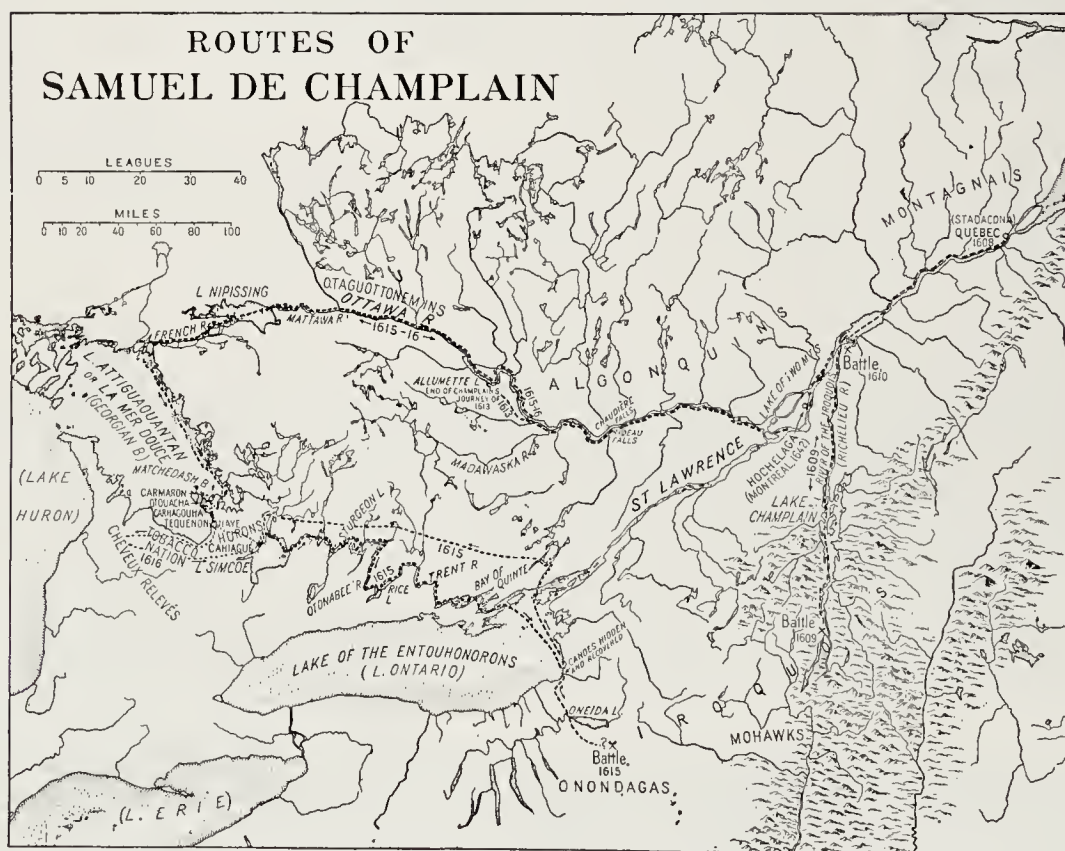 ROUTES OF
SAMUEL DE CHAMPLAIN
LEAGUES
0 5 10 20 30 40
MILES
0 10 20 40 60 80 100
MONTAGNAIS
(STADACONA)
QUEBEC
1608
L. NIPISSING
OTAGUOTTONEMINS
OTTAWA R
FRENCH R
MATTAWA R
1615-16
L. ATTIGUAOUANTAN
OR LA MER DOUCE
(GEORGIAN B.)
ALLUMETTE L
END OF CHAMPLAIN'S
JOURNEY OF
1613
1613
1615-16
ALGONQUINS
LAKE OF TWO MTS
Battle
1610
CHAUDIÈRE
FALLS
RIDEAU
FALLS
MADAWASKA R
ST LAWRENCE
HOCHELAGA
(MONTREAL, 1642)
1609
RIVER OF THE IROQUOIS
(RICHELIEU R)
LAKE
CHAMPLAIN
(LAKE
HURON)
MATCHEDASH B
CARMARON
OTOUACHA
CARHAGOUHA
TEQUENONQUIAYE
HURONS
CAHIAGUE
TOBACCO
NATION
1616
L. SIMCOE
CHEVEUX RELEVÉS
STURGEON L
1615
1615
OTONABEE R
RICE
L
TRENT R
BAY OF
QUINTE
Battle
1609
LAKE OF THE ENTOUHONORONS
(L. ONTARIO)
CANOES HIDDEN
AND RECOVERED
ONEIDA L
IROQUOIS
MOHAWKS
?
Battle
1615
ONONDAGAS
(L. ERIE)